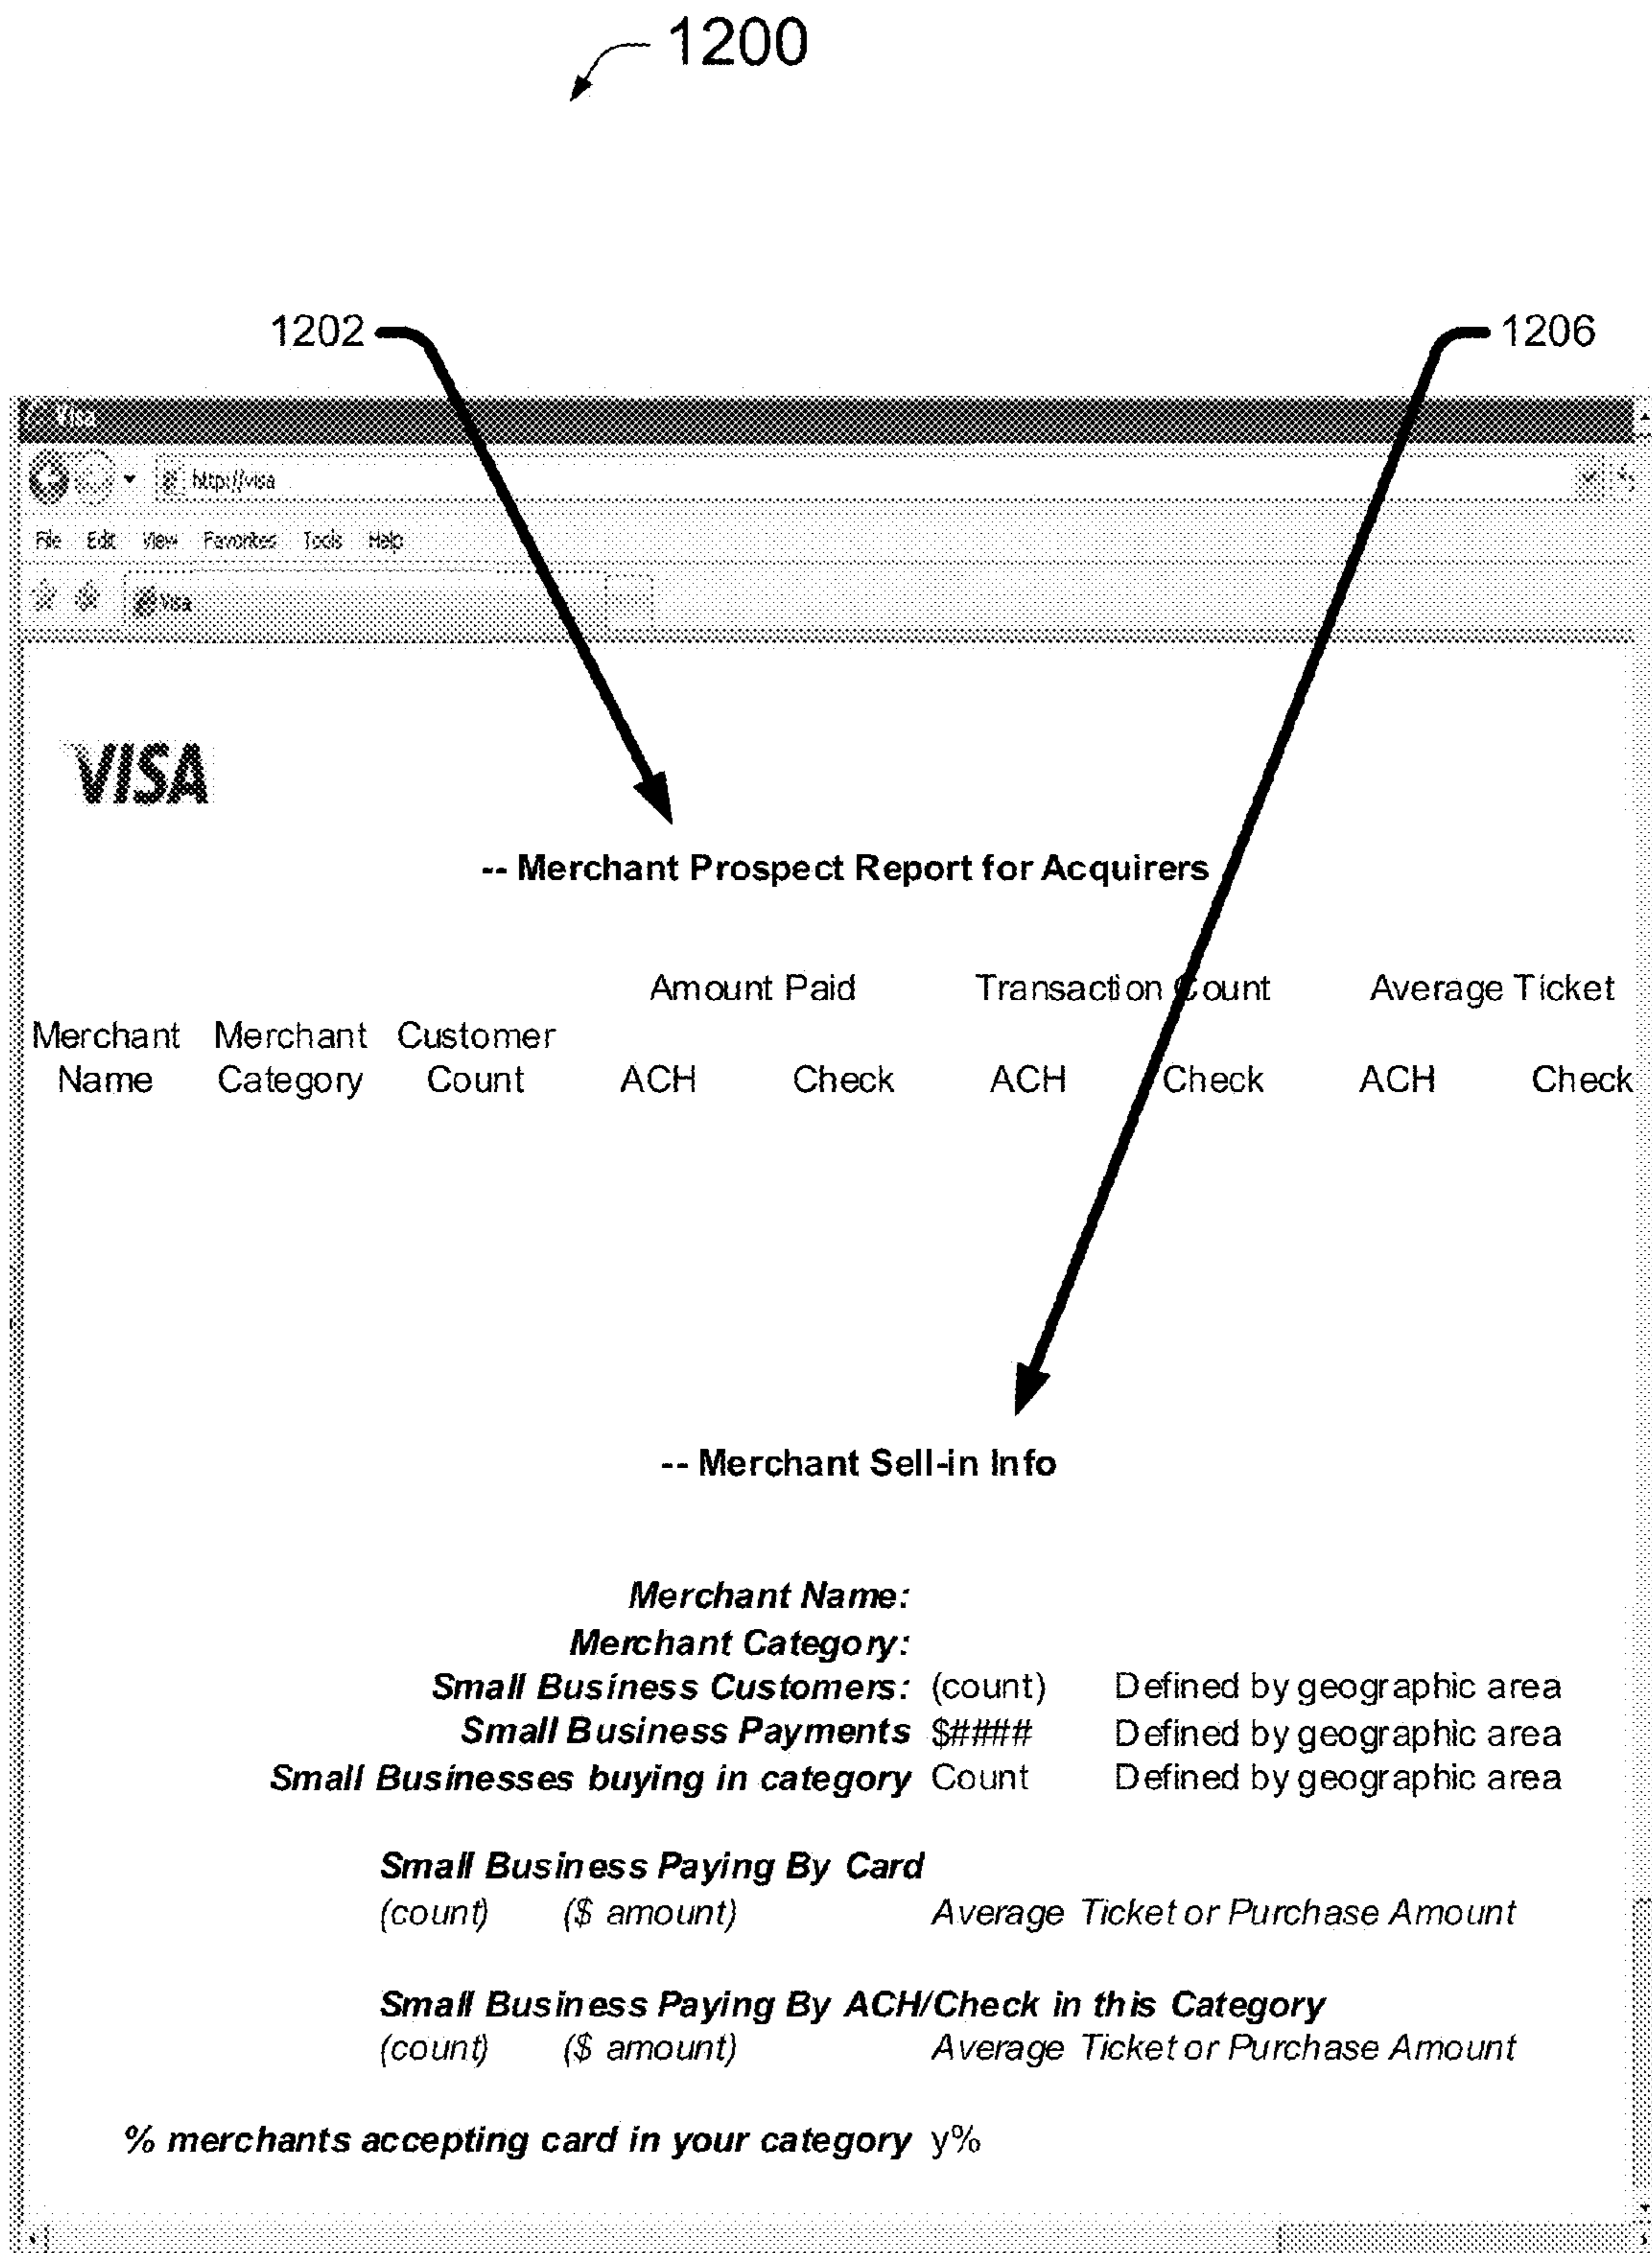 1200
1202
1206
Visa
http://visa
File Edit View Favorites Tools Help
Visa
VISA
-- Merchant Prospect Report for Acquirers
Amount Paid Transaction Count Average Ticket
Merchant Merchant Customer
Name Category Count ACH Check ACH Check ACH Check
-- Merchant Sell-in Info
Merchant Name:
Merchant Category:
Small Business Customers: (count) Defined by geographic area
Small Business Payments $#### Defined by geographic area
Small Businesses buying in category Count Defined by geographic area
Small Business Paying By Card
(count) ($ amount) Average Ticket or Purchase Amount
Small Business Paying By ACH/Check in this Category
(count) ($ amount) Average Ticket or Purchase Amount
% merchants accepting card in your category y%